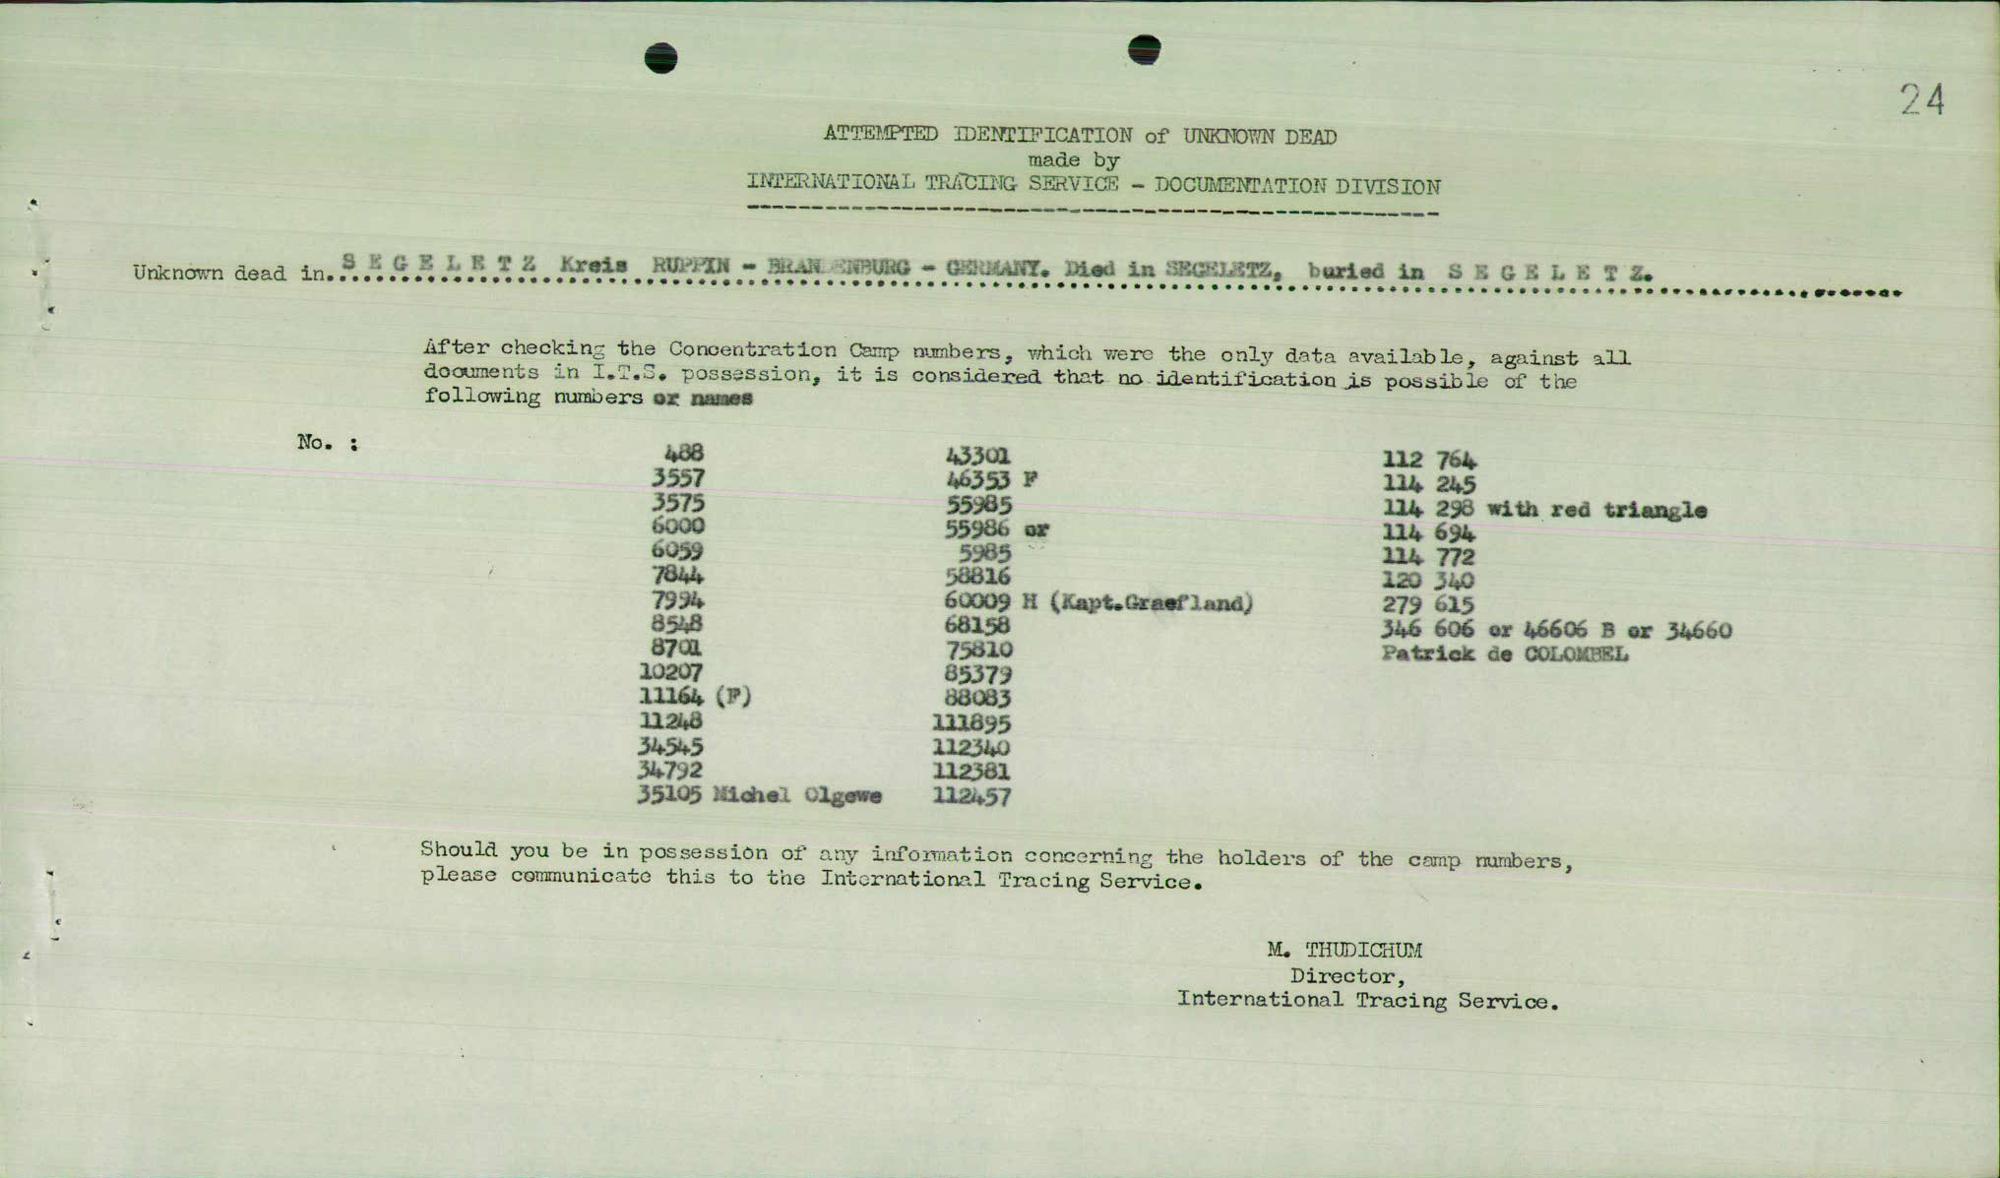 24
ATTEMPTED IDENTIFICATION of UNKNOWN DEAD
made by
INTERNATIONAL TRACING SERVICE - DOCUMENTATION DIVISION
Unknown dead in. S E G E L E T Z Kreis RUPPIN - BRAN ENBURG - GERMANY. Died in SEGELETZ, buried in S E G E L E T Z.
After checking the Concentration Camp numbers, which were the only data available, against all
documents in I.T.S. possession, it is considered that no identification is possible of the
following numbers or names
No. :
488
3557
3575
6000
6059
7844
7994
8548
8701
10207
11164 (F)
11248
34545
34792
35105 Michel Olgewe
43301
46353 F
55985
55986 or
5985
58816
60009 H (Kapt.Graefland)
68158
75810
85379
88083
111895
112340
112381
112457
112 764
114 245
114 298 with red triangle
114 694
114 772
120 340
279 615
346 606 or 46606 B or 34660
Patrick de COLOMBEL
Should you be in possession of any information concerning the holders of the camp numbers,
please communicate this to the International Tracing Service.
M. THUDICHUM
Director,
International Tracing Service.